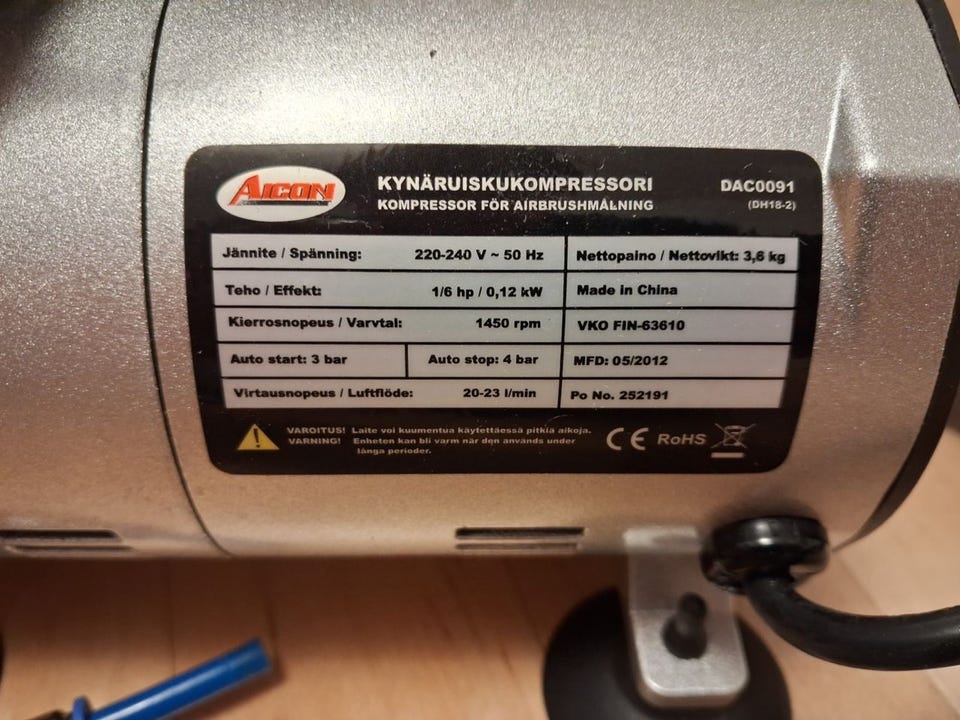 AICON
KYNÄRUISKUKOMPRESSORI
KOMPRESSOR FÖR AIRBRUSHMÅLNING
DAC0091
(DH18-2)
Jännite / Spänning: 220-240 V ~ 50 Hz
Nettopaino / Nettovikt: 3,6 kg
Teho / Effekt: 1/6 hp / 0,12 kW
Made in China
Kierrosnopeus / Varvtal: 1450 rpm
VKO FIN-63610
Auto start: 3 bar
Auto stop: 4 bar
MFD: 05/2012
Virtausnopeus / Luftflöde: 20-23 l/min
Po No. 252191
VAROITUS! Laite voi kuumentua käytettäessä pitkiä aikoja.
VARNING! Enheten kan bli varm när den används under
långa perioder.
CE RoHS